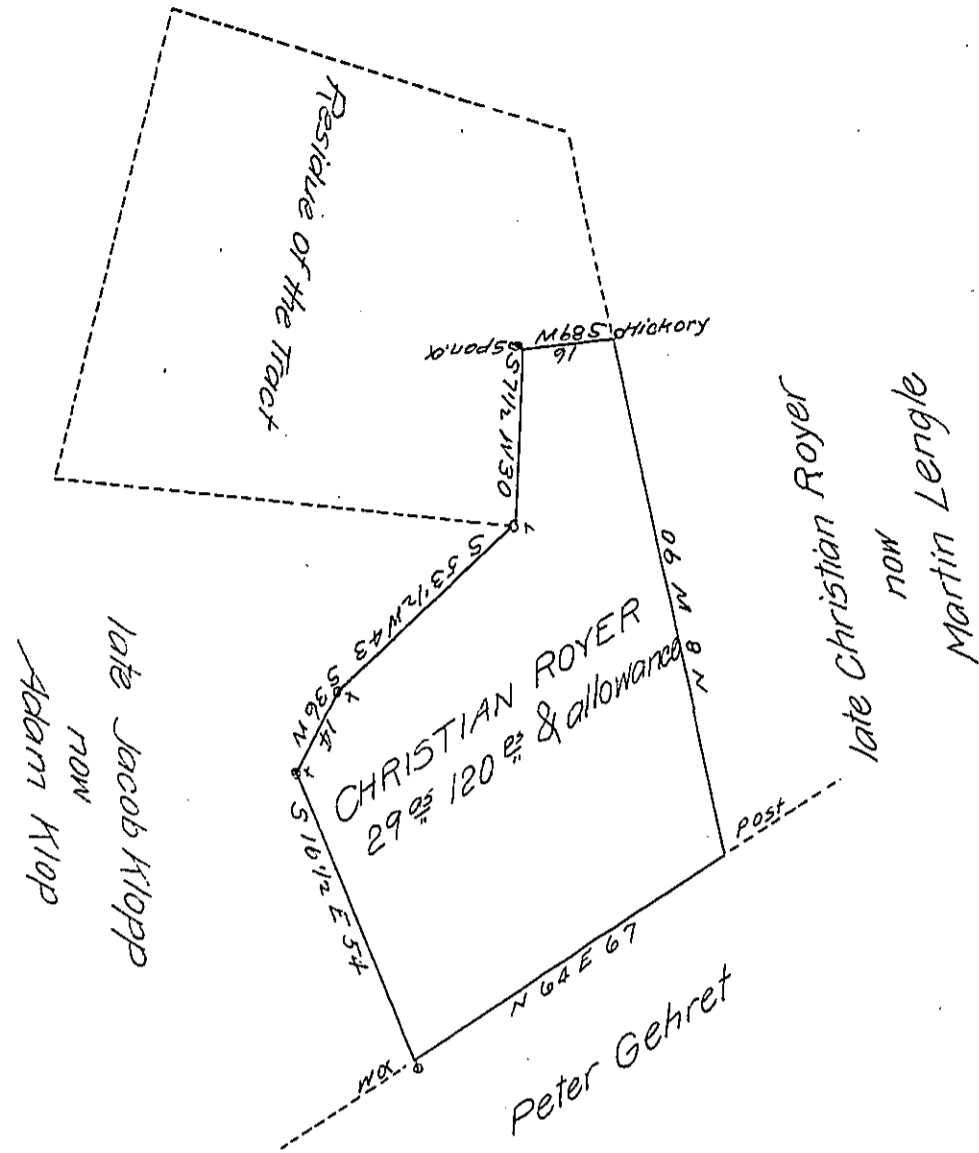 Residue of the Tract
Hickory
S 89 W
16
Span.o.
S 7 1/2 W 30
S 53 1/2 W 43
S 36 W
14
S 16 1/2 E 54
N 8 W 90
CHRISTIAN ROYER
29 as 120 ps & allowance
late Christian Royer
now
Martin Lengle
post
N 64 E 67
Peter Gehret
wo
late Jacob Klopp
now
Adam Klop